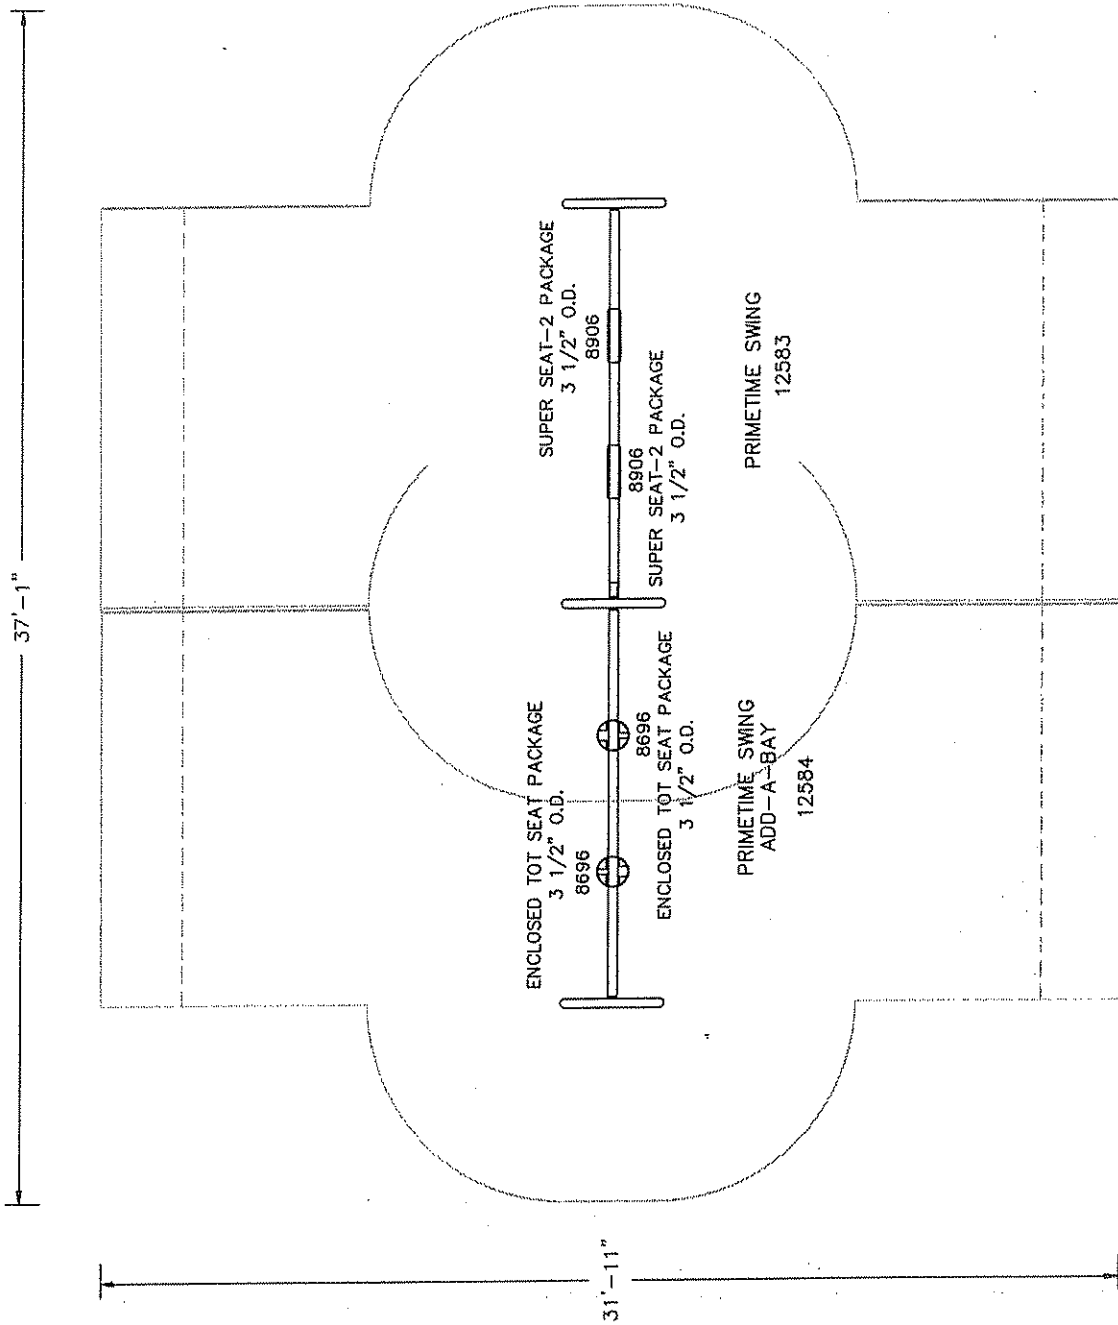 37'-1"
31'-11"
ENCLOSED TOT SEAT PACKAGE
3 1/2" O.D.
8696
SUPER SEAT-2 PACKAGE
3 1/2" O.D.
8906
8696
ENCLOSED TOT SEAT PACKAGE
3 1/2" O.D.
8906
SUPER SEAT-2 PACKAGE
3 1/2" O.D.
PRIMETIME SWING
ADD-A-BAY
12584
PRIMETIME SWING
12583